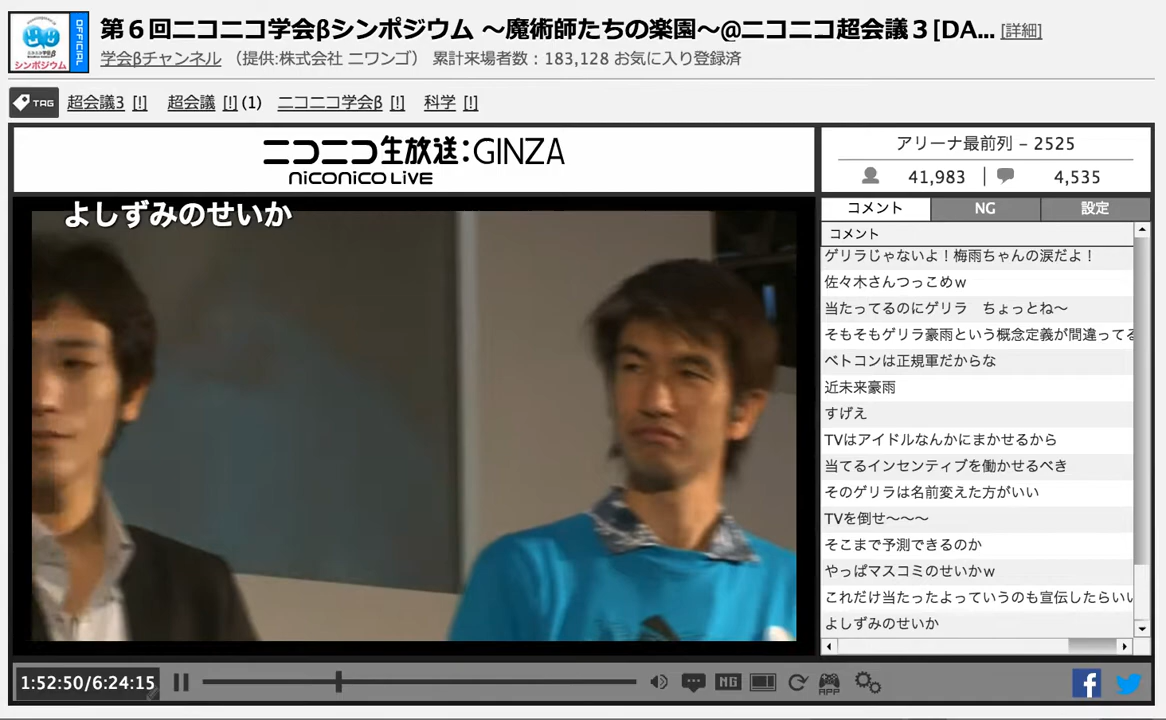 ニコニコ学会β
シンポジウム
OFFICIAL
第６回ニコニコ学会βシンポジウム ～魔術師たちの楽園～@ニコニコ超会議３[DA... [詳細]
学会βチャンネル （提供:株式会社 ニワンゴ） 累計来場者数：183,128 お気に入り登録済
TAG 超会議3 [!] 超会議 [!](1) ニコニコ学会β [!] 科学 [!]
ニコニコ生放送:GINZA
niconico Live
アリーナ最前列 – 2525
41,983 4,535
コメント NG 設定
コメント
よしずみのせいか
ゲリラじゃないよ！梅雨ちゃんの涙だよ！
佐々木さんつっこめｗ
当たってるのにゲリラ　ちょっとね～
そもそもゲリラ豪雨という概念定義が間違ってる
ベトコンは正規軍だからな
近未来豪雨
すげえ
TVはアイドルなんかにまかせるから
当てるインセンティブを働かせるべき
そのゲリラは名前変えた方がいい
TVを倒せ～～～
そこまで予測できるのか
やっぱマスコミのせいかｗ
これだけ当たったよっていうのも宣伝したらいい
よしずみのせいか
1:52:50/6:24:15 NG APP